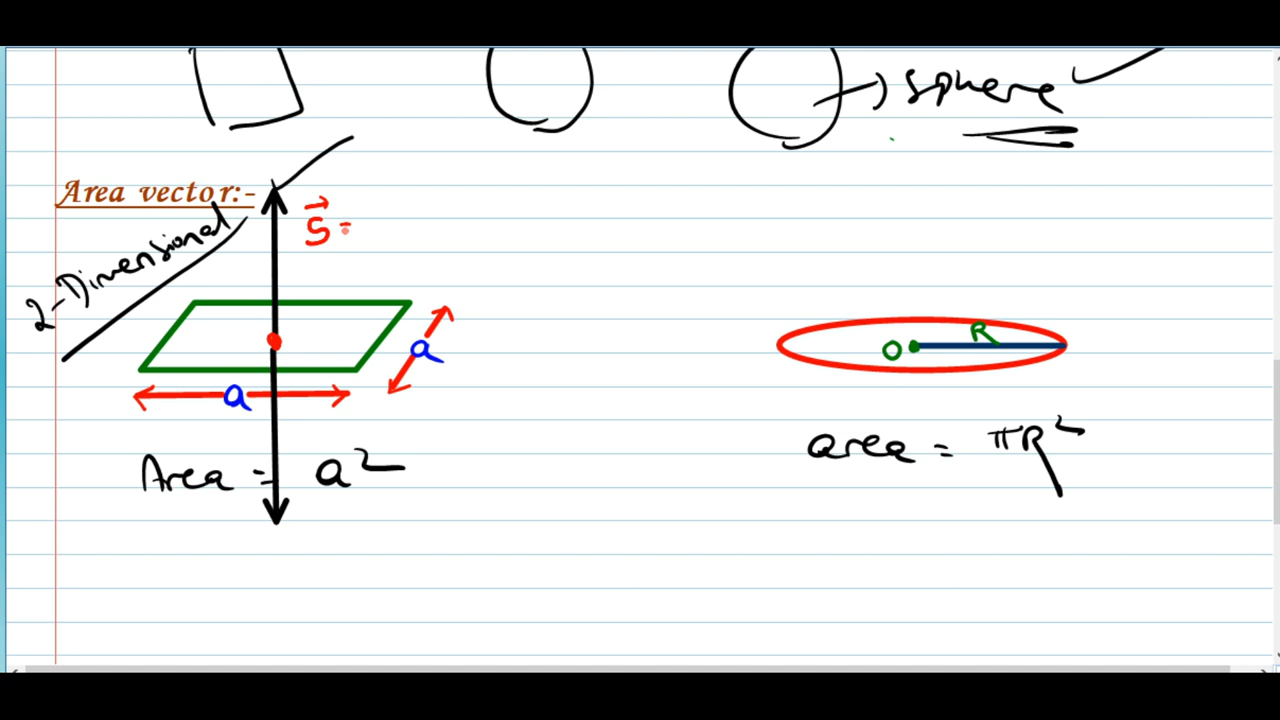 → Sphere
Area vector:-
2-Dimensional
S⃗ =
a
a
Area = a²
O R
area = πR²